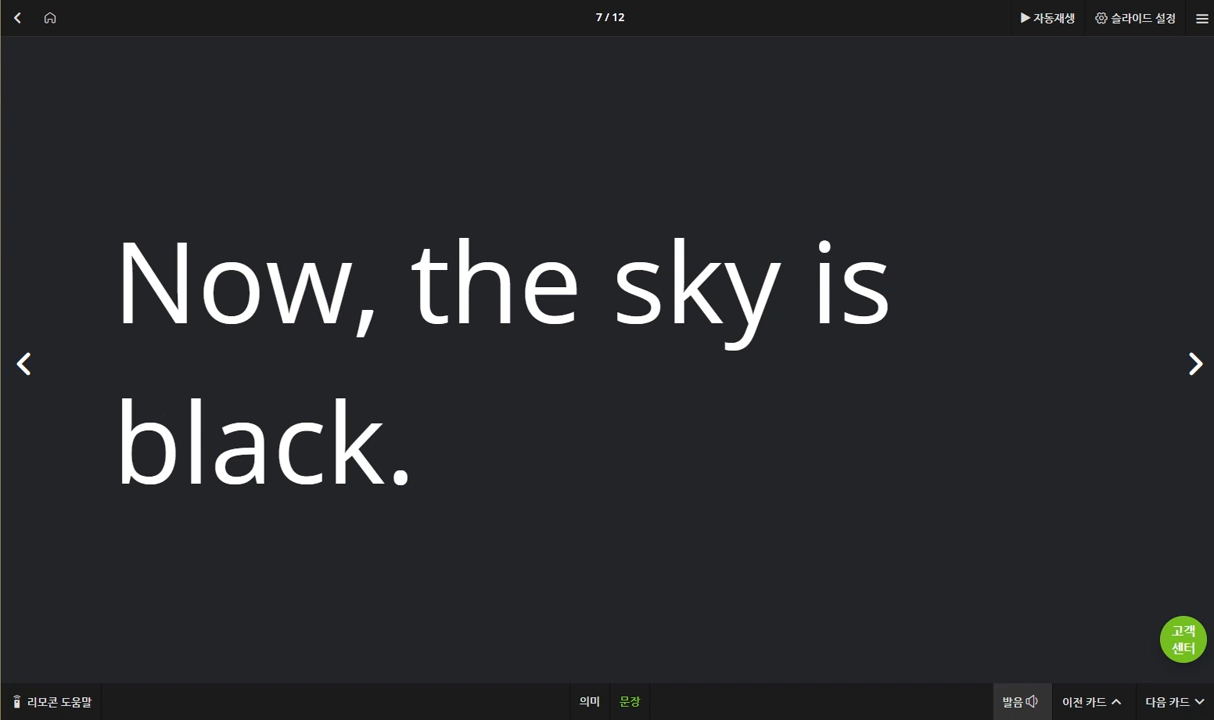 7 / 12
자동재생
슬라이드 설정
Now, the sky is
black.
고객
센터
리모콘 도움말
의미
문장
발음
이전 카드
다음 카드